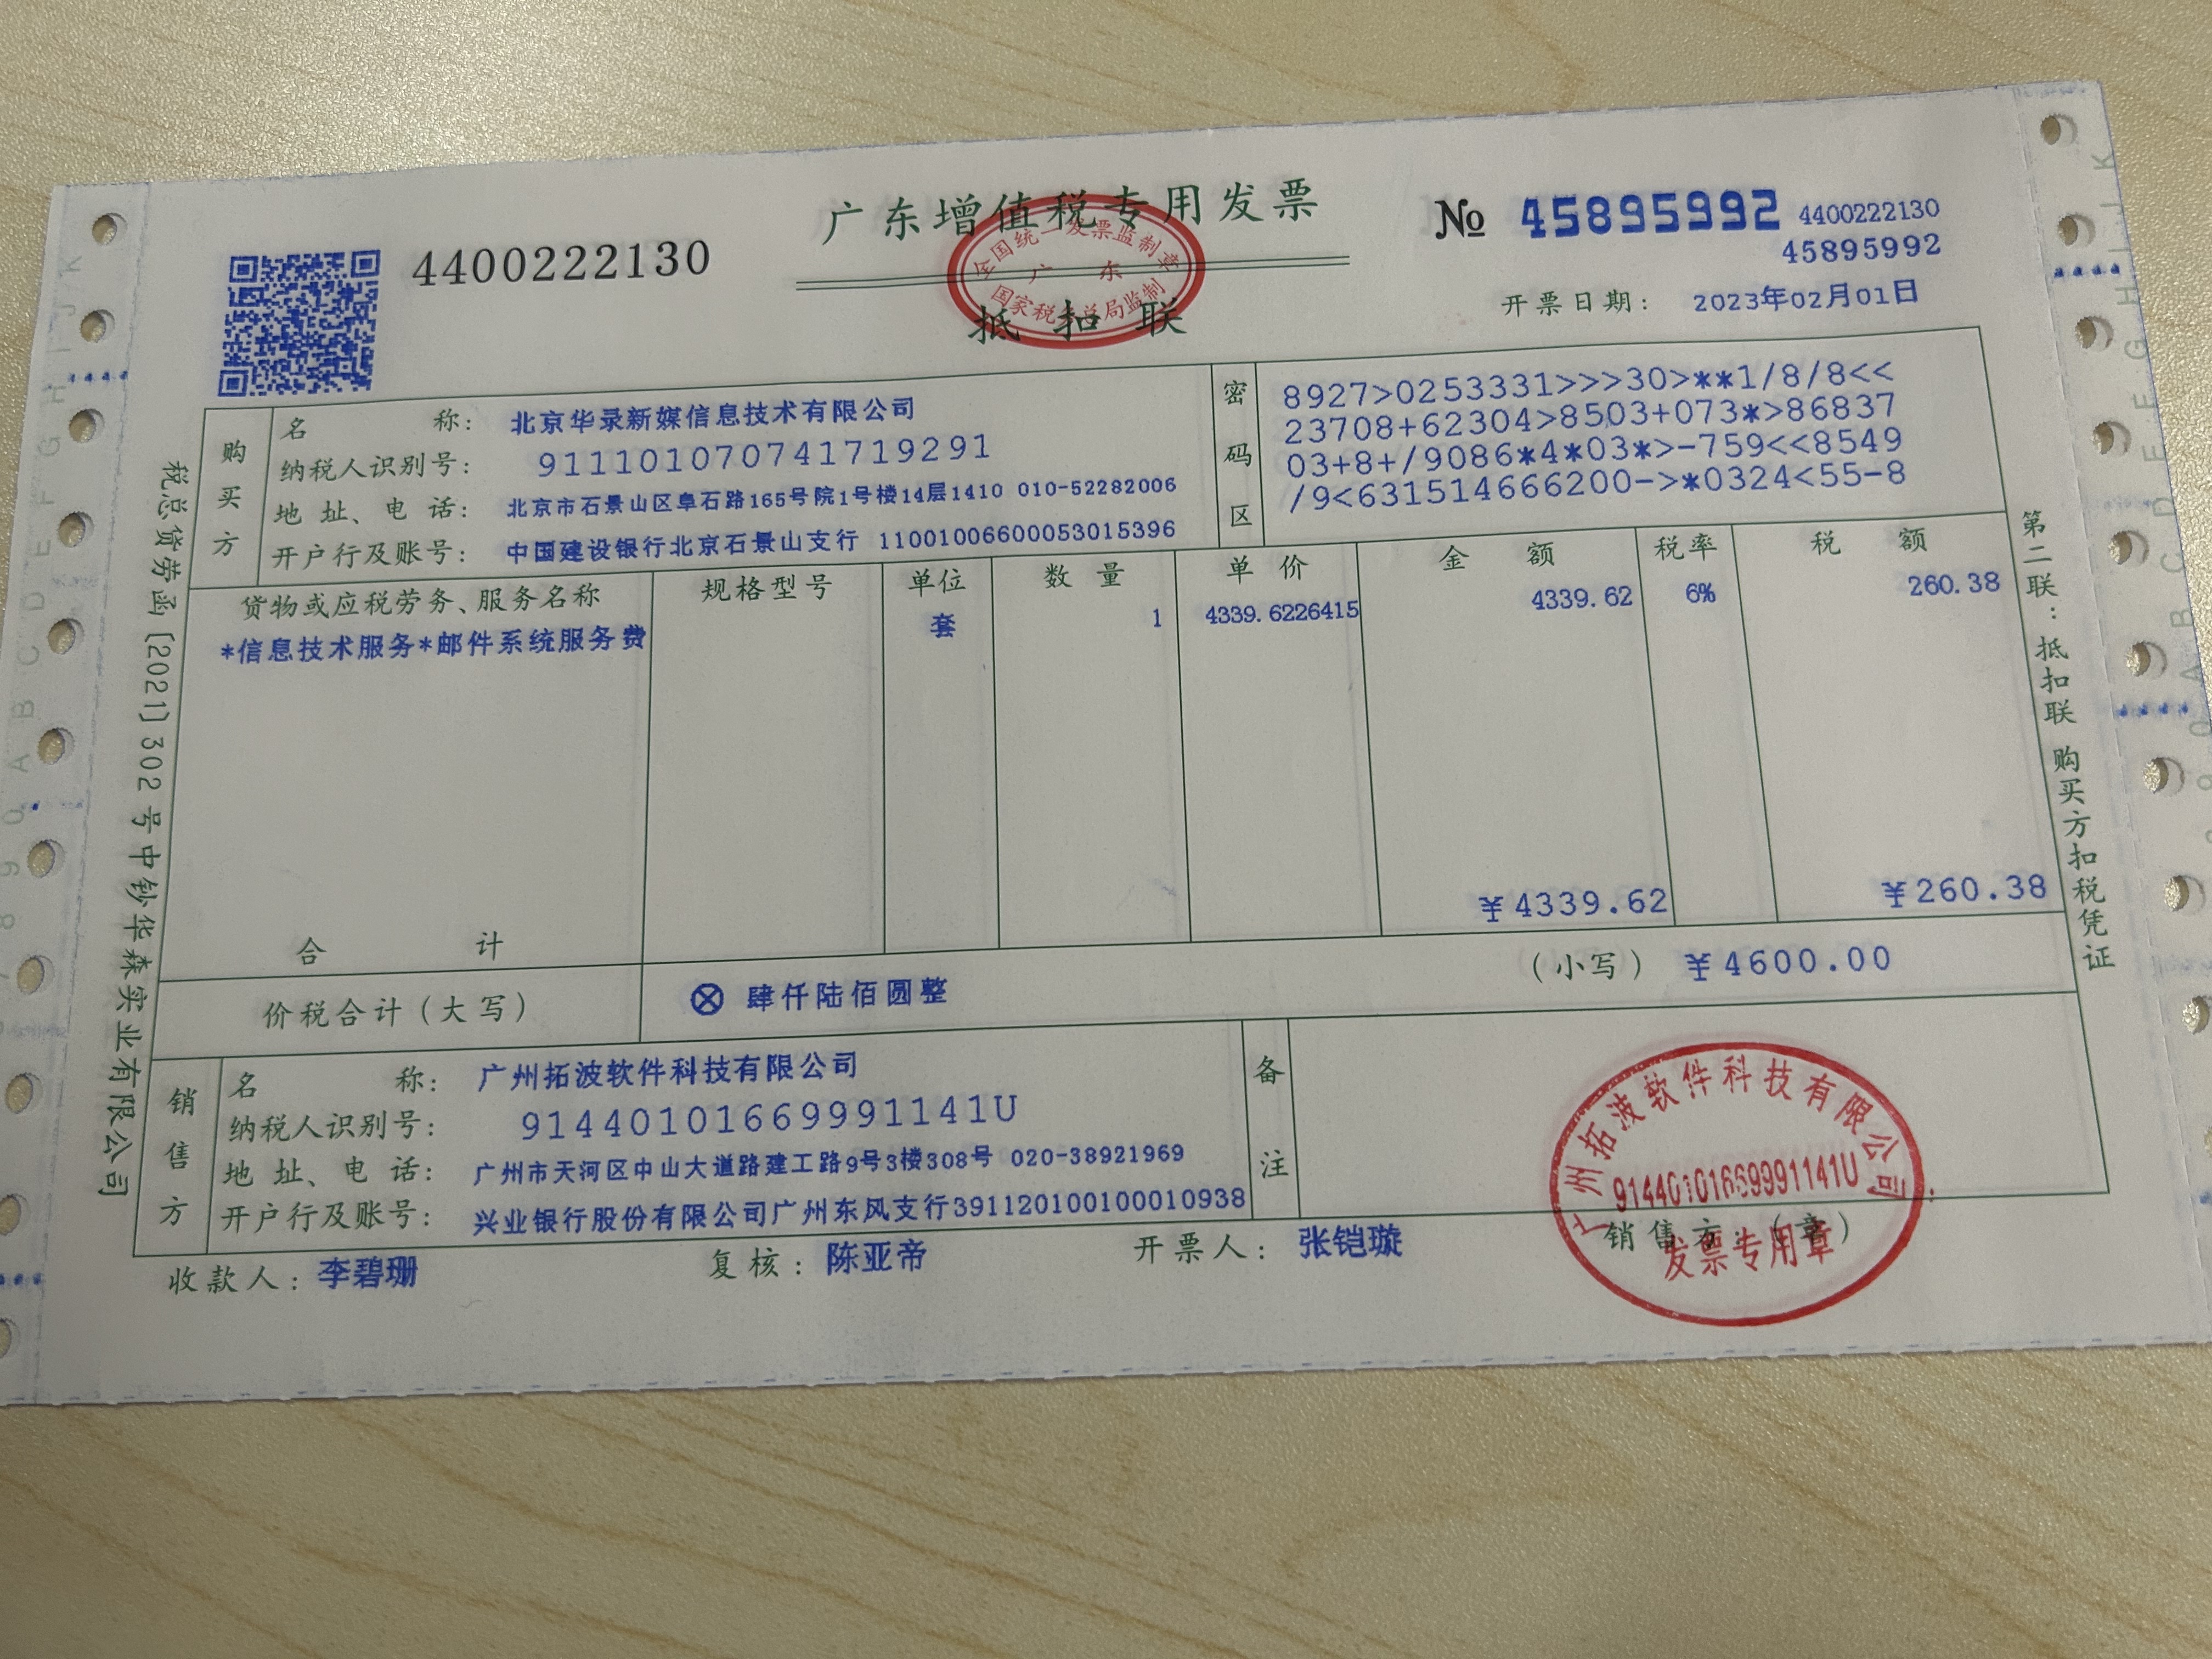 4400222130
广东增值税专用发票
全国统一发票监制章
广东
国家税务总局监制
抵扣联
№ 45895992 4400222130
45895992
开票日期: 2023年02月01日
购买方
名 称: 北京华录新媒信息技术有限公司
纳税人识别号: 911101070741719291
地 址、电 话: 北京市石景山区阜石路165号院1号楼14层1410 010-52282006
开户行及账号: 中国建设银行北京石景山支行 11001006600053015396
密码区
8927>0253331>>>30>**1/8/8<<
23708+62304>8503+073*>86837
03+8+/9086*4*03*>-759<<8549
/9<631514666200->*0324<55-8
货物或应税劳务、服务名称 规格型号 单位 数量 单价 金额 税率 税额
*信息技术服务*邮件系统服务费 套 1 4339.6226415 4339.62 6% 260.38
合 计 ¥4339.62 ¥260.38
价税合计(大写) ⊗ 肆仟陆佰圆整 (小写) ¥4600.00
销售方
名 称: 广州拓波软件科技有限公司
纳税人识别号: 91440101669991141U
地 址、电 话: 广州市天河区中山大道路建工路9号3楼308号 020-38921969
开户行及账号: 兴业银行股份有限公司广州东风支行391120100100010938
备注
收款人: 李碧珊 复核: 陈亚帝 开票人: 张铠璇 销售方:(章)
广州拓波软件科技有限公司
91440101669991141U
发票专用章
税总货劳函[2021]302号中钞华森实业有限公司
第二联:抵扣联 购买方扣税凭证